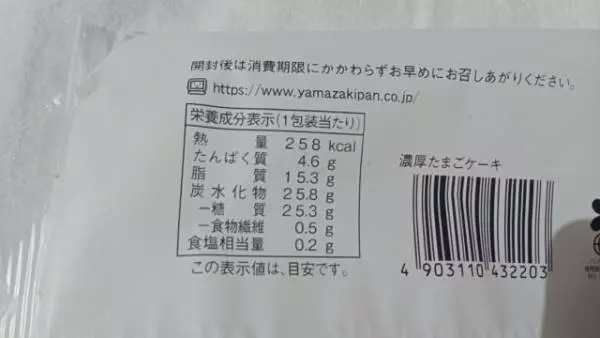 開封後は消費期限にかかわらずお早めにお召しあがりください。
https://www.yamazakipan.co.jp/
栄養成分表示(1包装当たり)
熱量 258 kcal
たんぱく質 4.6 g
脂質 15.3 g
炭水化物 25.8 g
－糖質 25.3 g
－食物繊維 0.5 g
食塩相当量 0.2 g
この表示値は、目安です。
濃厚たまごケーキ
4 903110 432203